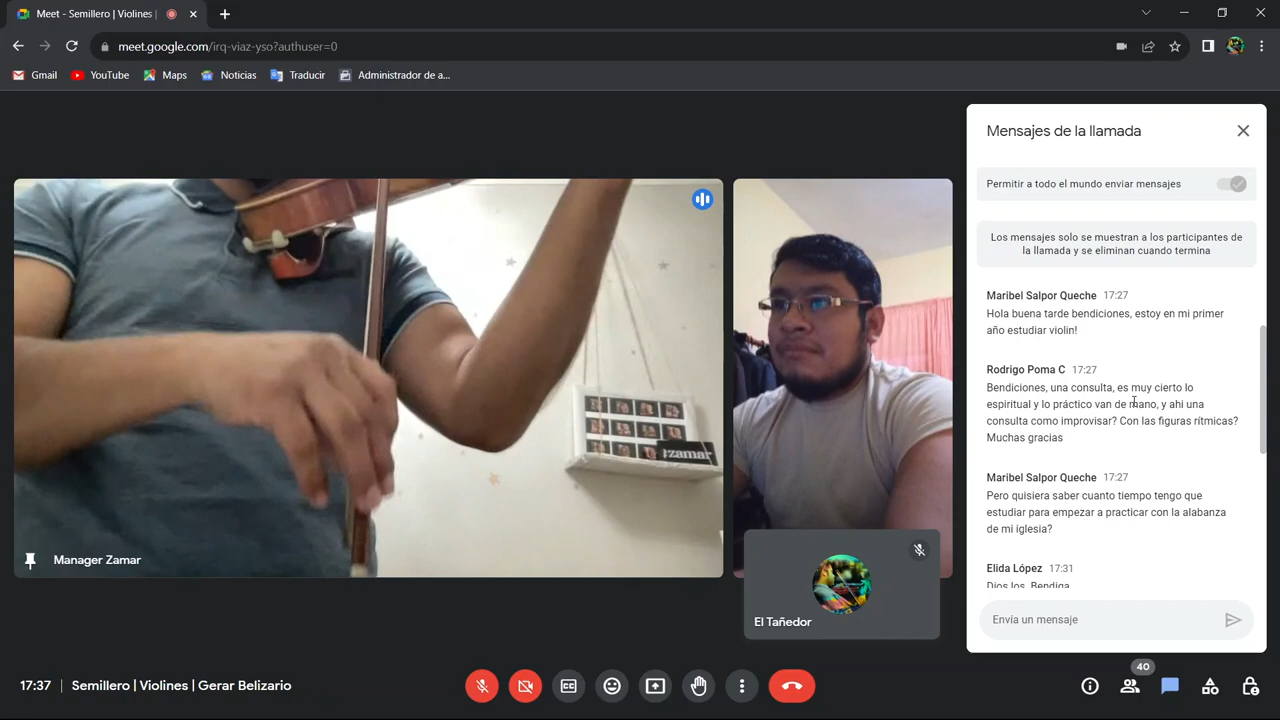 Meet - Semillero | Violines |
meet.google.com/irq-viaz-yso?authuser=0
Gmail
YouTube
Maps
Noticias
Traducir
Administrador de a...
Mensajes de la llamada
Permitir a todo el mundo enviar mensajes
Los mensajes solo se muestran a los participantes de
la llamada y se eliminan cuando termina
Maribel Salpor Queche 17:27
Hola buena tarde bendiciones, estoy en mi primer
año estudiar violin!
Rodrigo Poma C 17:27
Bendiciones, una consulta, es muy cierto lo
espiritual y lo práctico van de mano, y ahi una
consulta como improvisar? Con las figuras rítmicas?
Muchas gracias
Maribel Salpor Queche 17:27
Pero quisiera saber cuanto tiempo tengo que
estudiar para empezar a practicar con la alabanza
de mi iglesia?
Elida López 17:31
Dios los Bendiga
Envía un mensaje
:zamar
Manager Zamar
El Tañedor
17:37 | Semillero | Violines | Gerar Belizario
40